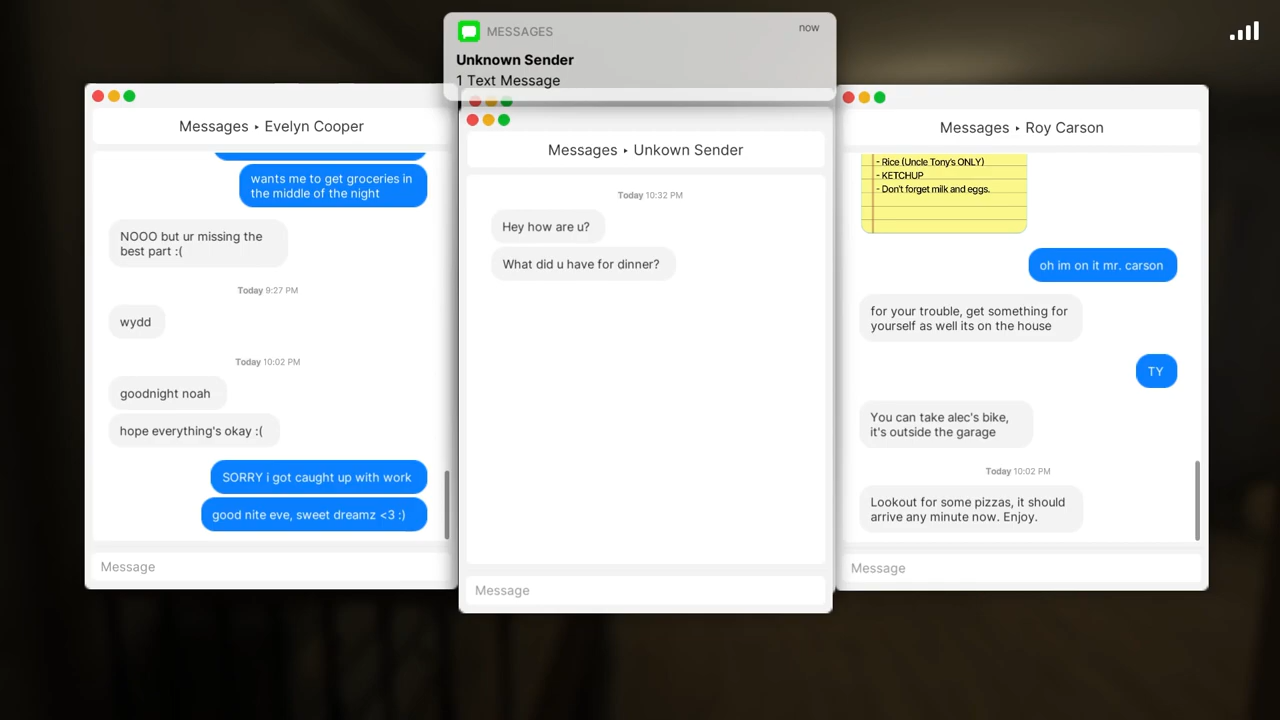 MESSAGES
now
Unknown Sender
1 Text Message
Messages ‣ Evelyn Cooper
wants me to get groceries in
the middle of the night
NOOO but ur missing the
best part :(
Today 9:27 PM
wydd
Today 10:02 PM
goodnight noah
hope everything's okay :(
SORRY i got caught up with work
good nite eve, sweet dreamz <3 :)
Message
Messages ‣ Unkown Sender
Today 10:32 PM
Hey how are u?
What did u have for dinner?
Message
Messages ‣ Roy Carson
- Rice (Uncle Tony's ONLY)
- KETCHUP
- Don't forget milk and eggs.
oh im on it mr. carson
for your trouble, get something for
yourself as well its on the house
TY
You can take alec's bike,
it's outside the garage
Today 10:02 PM
Lookout for some pizzas, it should
arrive any minute now. Enjoy.
Message